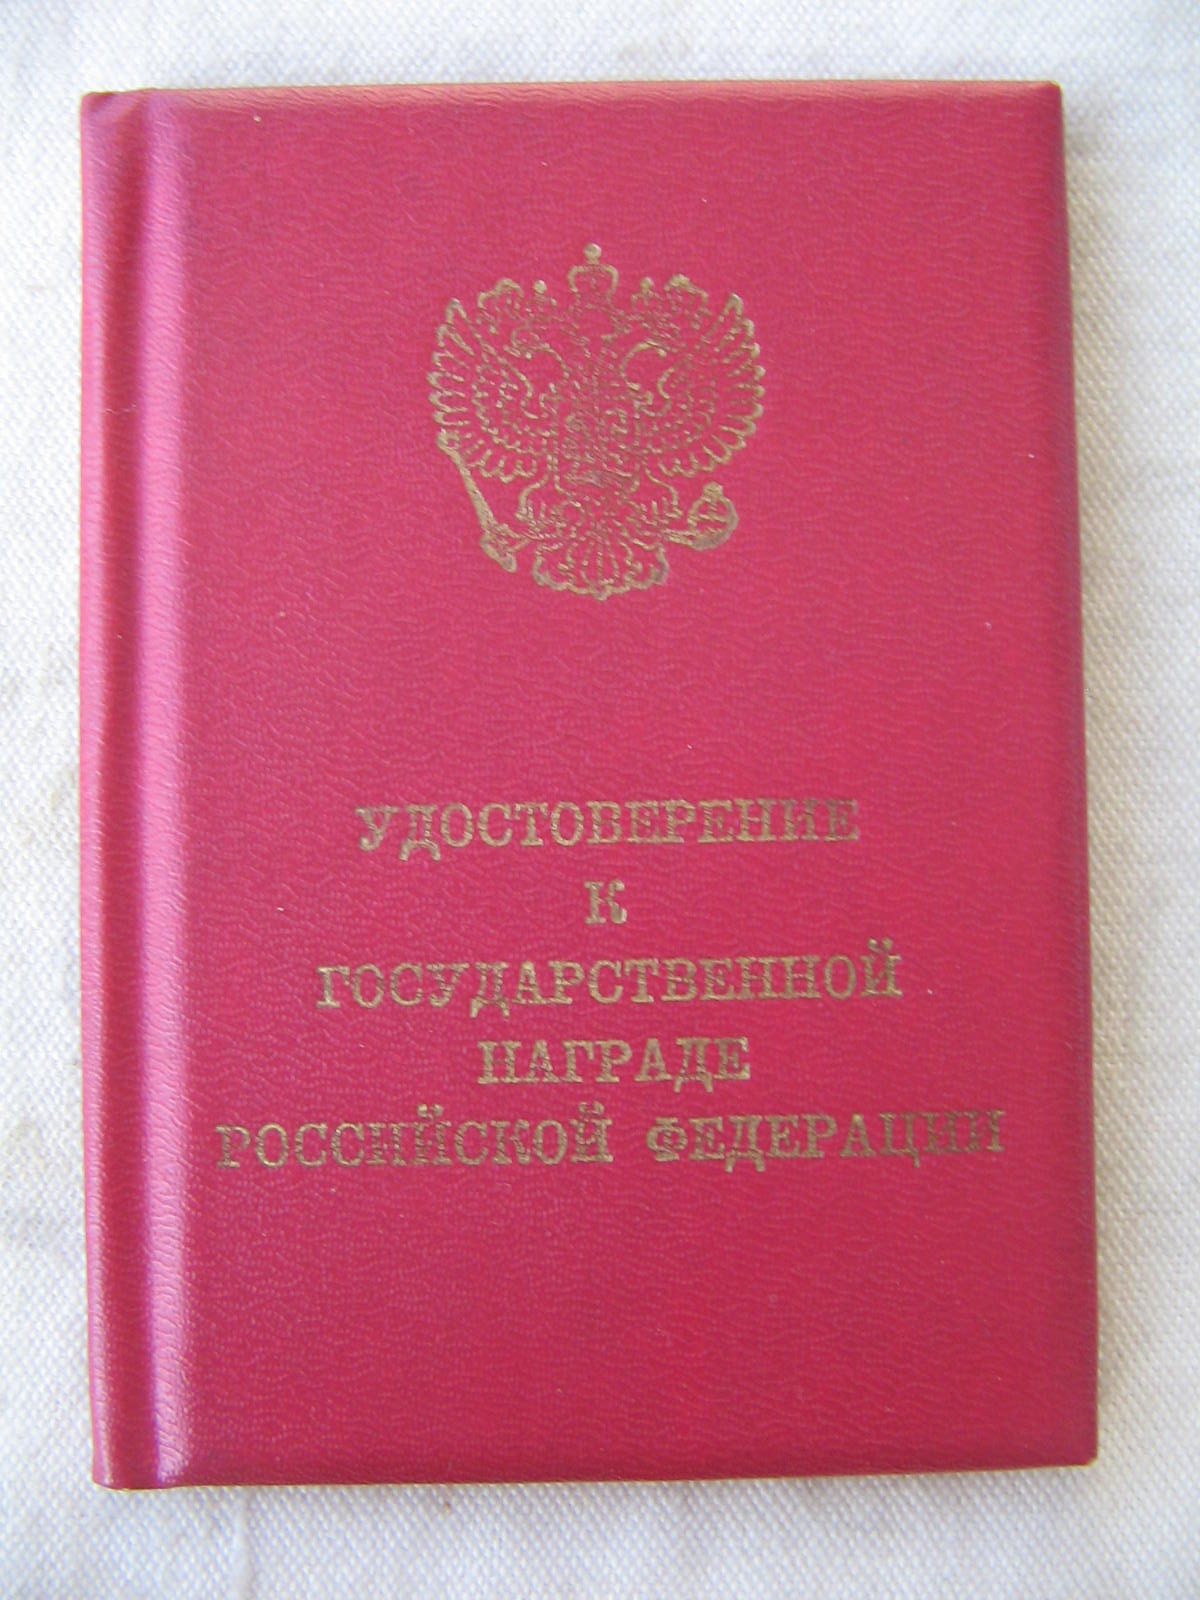 УДОСТОВЕРЕНИЕ
К
ГОСУДАРСТВЕННОЙ
НАГРАДЕ
РОССИЙСКОЙ ФЕДЕРАЦИИ